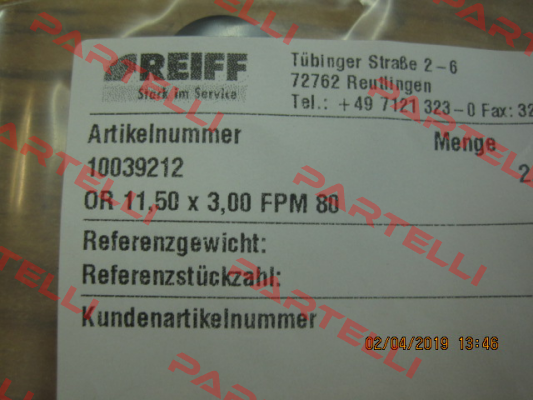 REIFF
Stark im Service
Tübinger Straße 2-6
72762 Reutlingen
Tel.: +49 7121 323-0 Fax: 32
Artikelnummer
Menge
10039212
2
OR 11,50 x 3,00 FPM 80
Referenzgewicht:
Referenzstückzahl:
Kundenartikelnummer
02/04/2019 13:46
PARTELLI
PARTELLI
PARTELLI
PARTELLI
PARTELLI